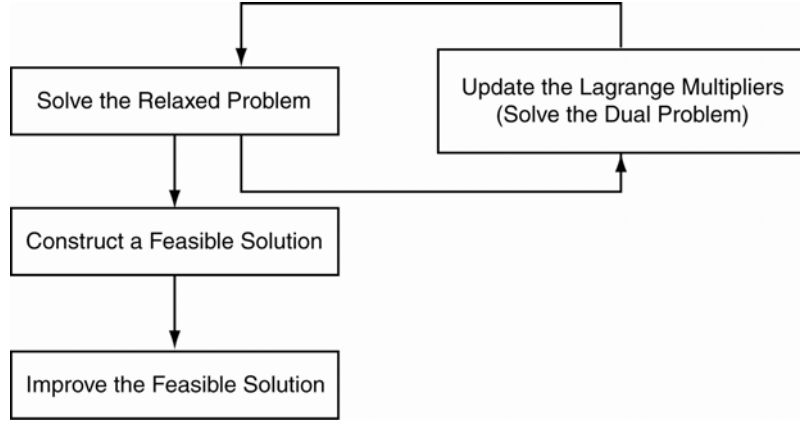 Solve the Relaxed Problem
Update the Lagrange Multipliers
(Solve the Dual Problem)
Construct a Feasible Solution
Improve the Feasible Solution